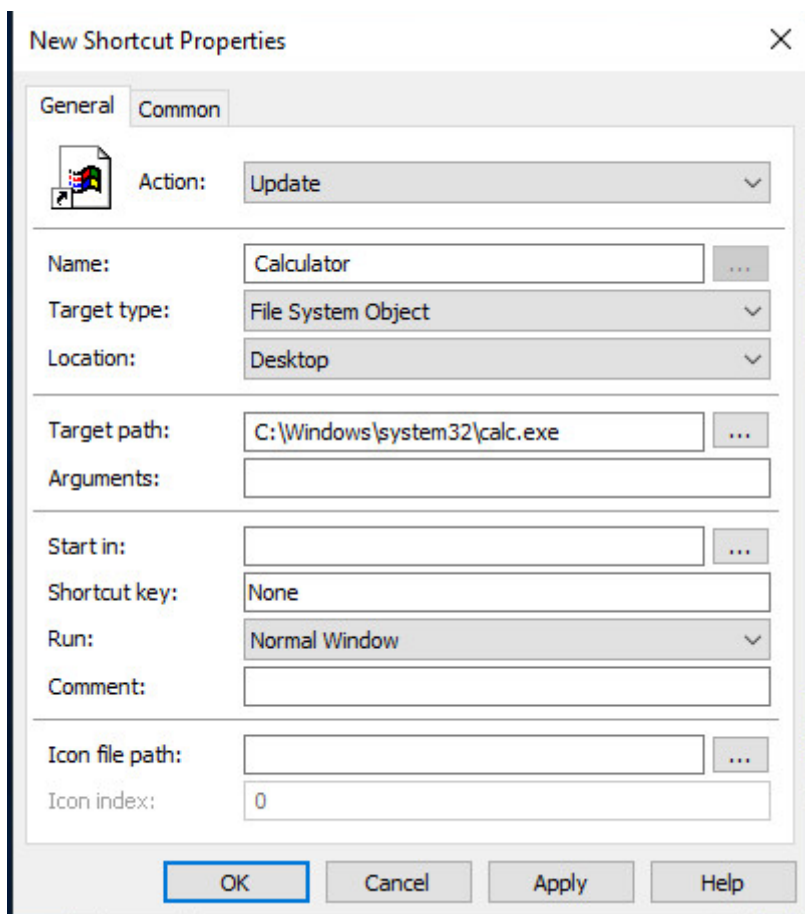 New Shortcut Properties
General Common
Action: Update
Name: Calculator ...
Target type: File System Object
Location: Desktop
Target path: C:\Windows\system32\calc.exe ...
Arguments:
Start in: ...
Shortcut key: None
Run: Normal Window
Comment:
Icon file path: ...
Icon index: 0
OK Cancel Apply Help